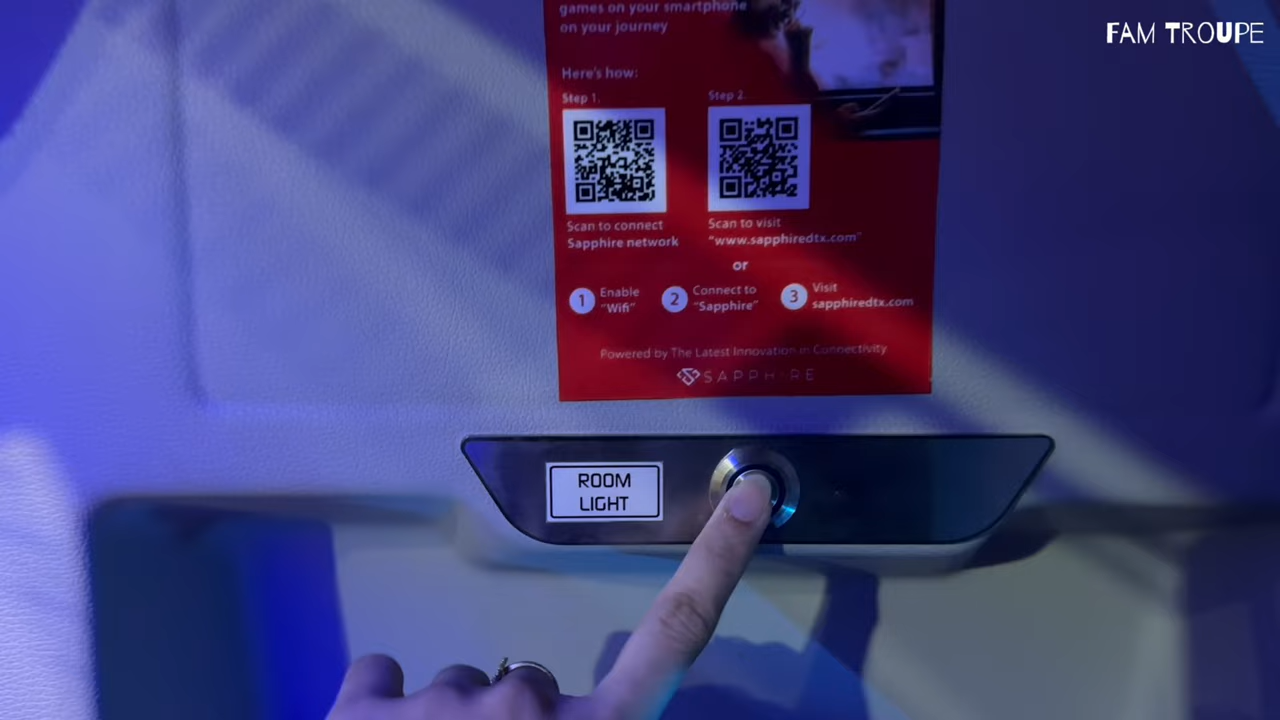 FAM TROUPE
games on your smartphone
on your journey
Here's how:
Step 1.
Step 2.
Scan to connect
Sapphire network
Scan to visit
"www.sapphiredtx.com"
or
1 Enable "Wifi"
2 Connect to "Sapphire"
3 Visit sapphiredtx.com
Powered by The Latest Innovation in Connectivity
SAPPHIRE
ROOM
LIGHT